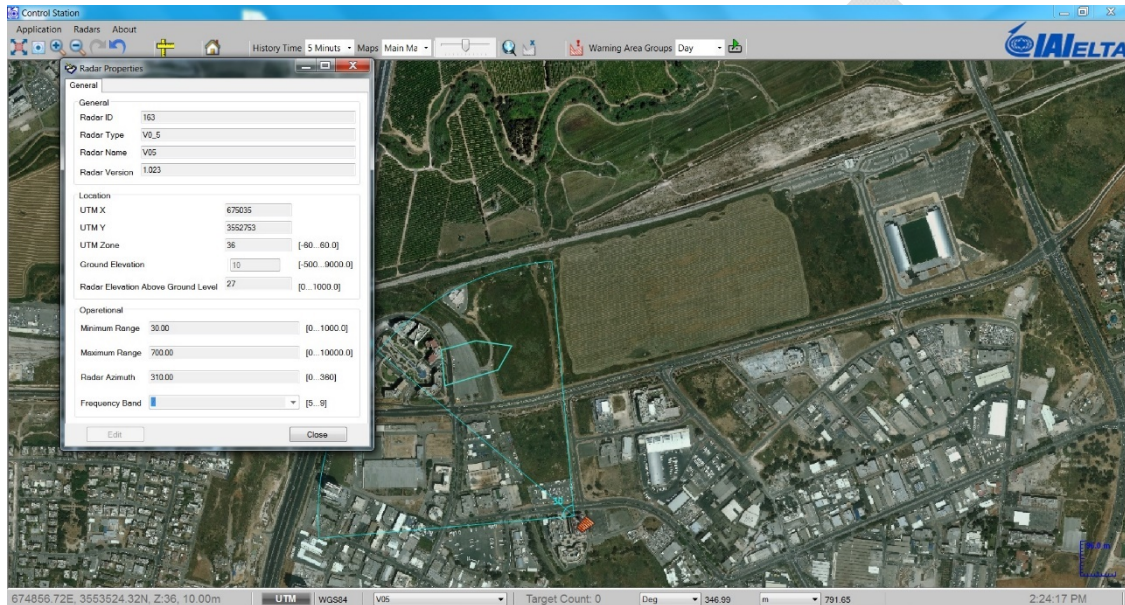 Control Station
Application Radars About
History Time 5 Minuts Maps Main Ma Warning Area Groups Day
IAI ELTA
Radar Properties
General
General
Radar ID 163
Radar Type V0_5
Radar Name V05
Radar Version 1.023
Location
UTM X 675035
UTM Y 3552753
UTM Zone 36 [-60...60.0]
Ground Elevation 10 [-500...9000.0]
Radar Elevation Above Ground Level 27 [0...1000.0]
Operetional
Minimum Range 30.00 [0...1000.0]
Maximum Range 700.00 [0...10000.0]
Radar Azimuth 310.00 [0...360]
Frequency Band [5...9]
Edit Close
30
674856.72E, 3553524.32N, Z:36, 10.00m UTM WGS84 V05 Target Count: 0 Deg 346.99 m 791.65 2:24:17 PM